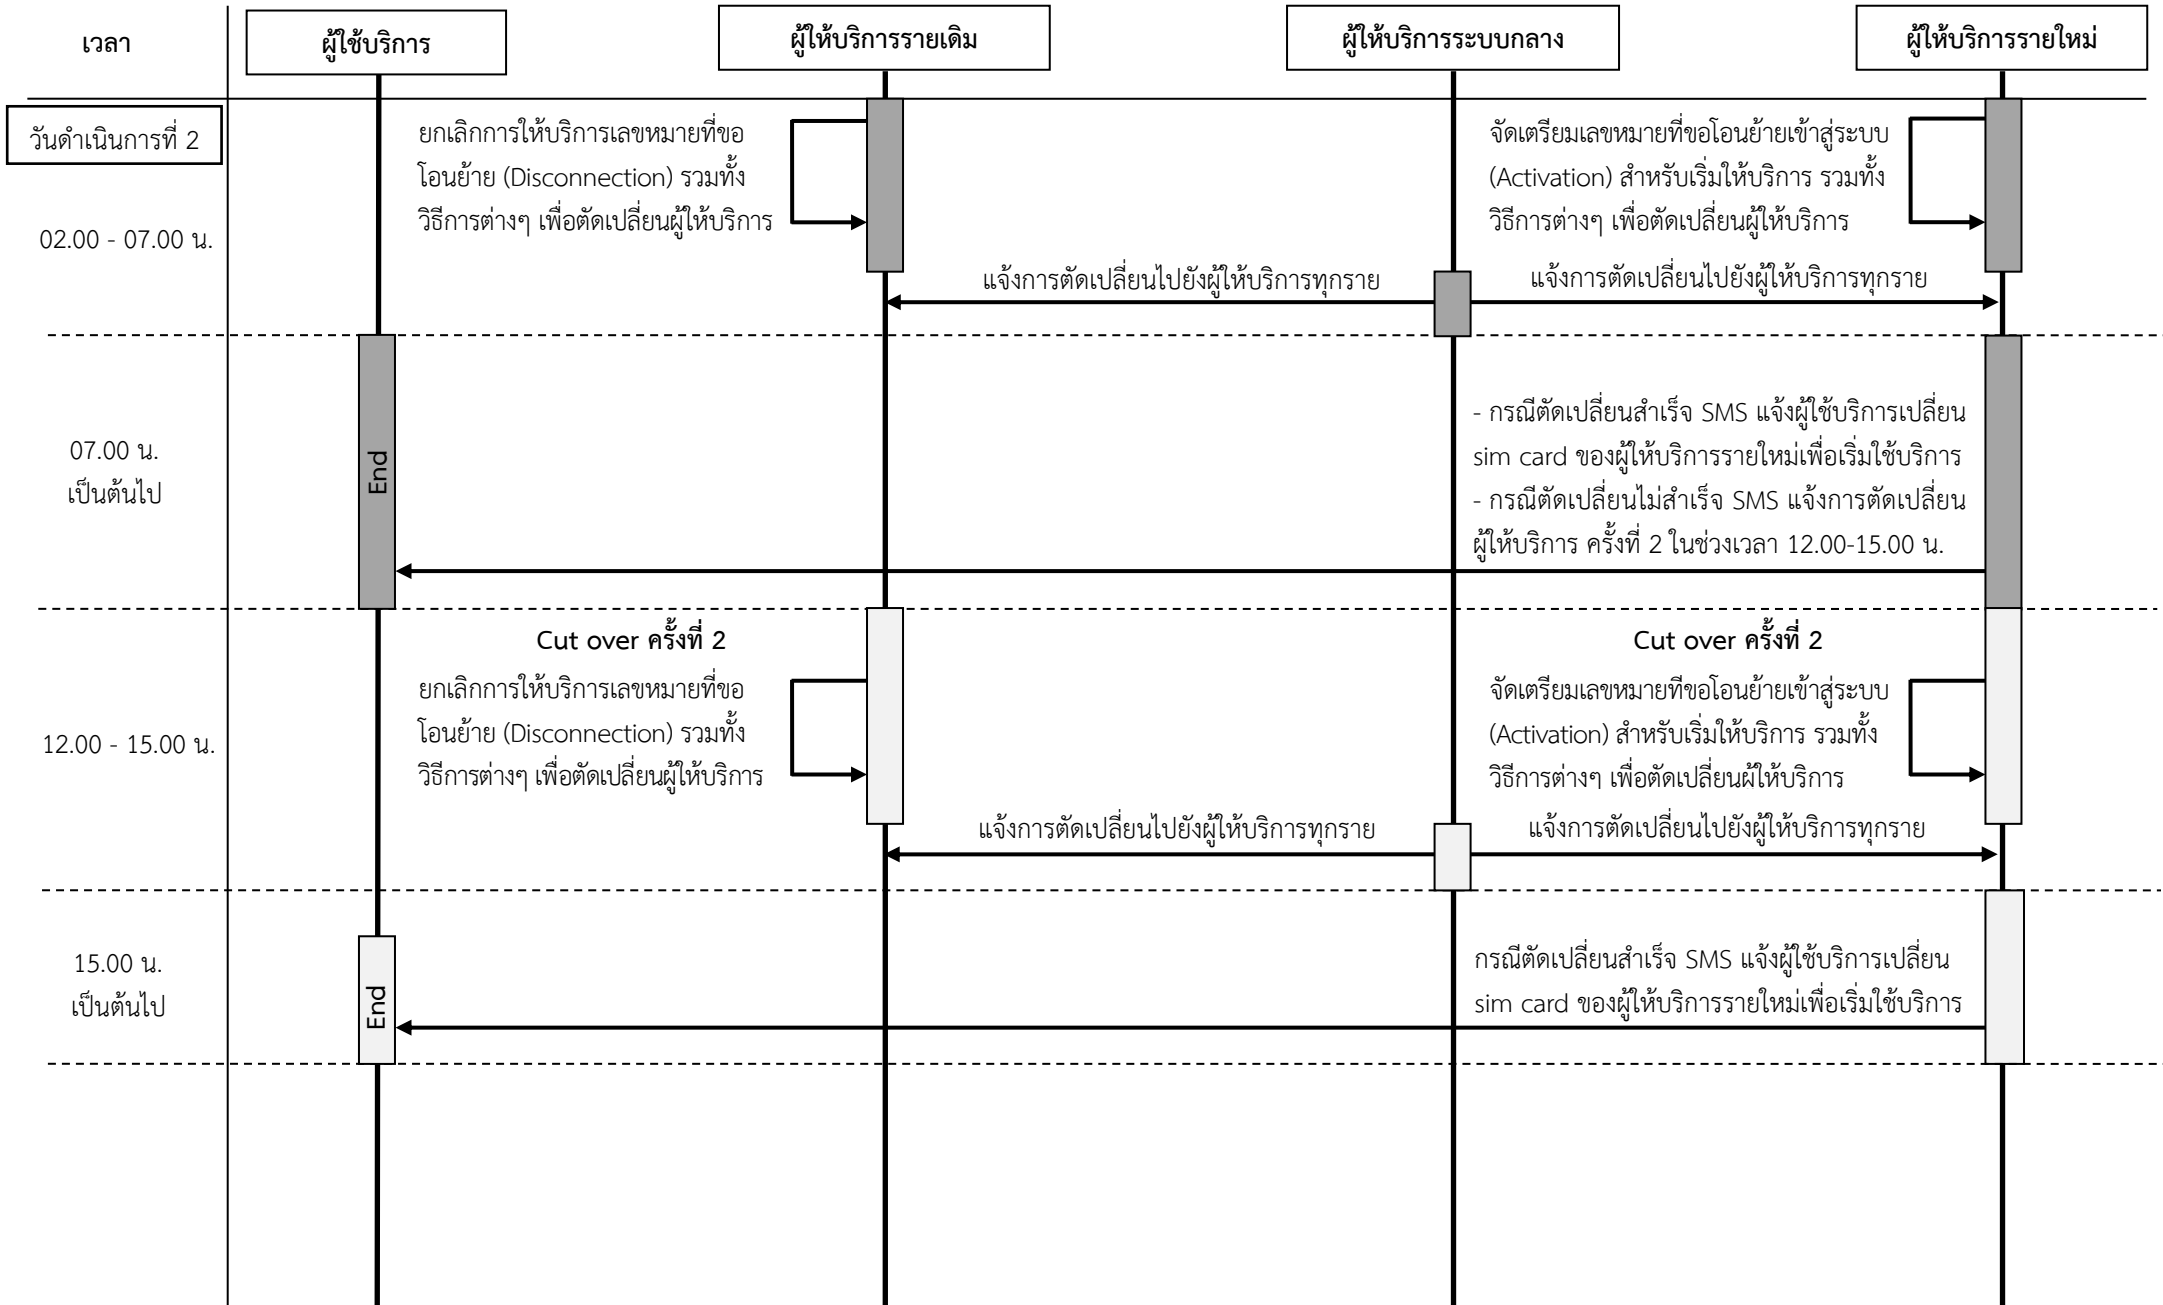 เวลา
ผู้ใช้บริการ
ผู้ให้บริการรายเดิม
ผู้ให้บริการระบบกลาง
ผู้ให้บริการรายใหม่
วันดำเนินการที่ 2
02.00 - 07.00 น.
ยกเลิกการให้บริการเลขหมายที่ขอ
โอนย้าย (Disconnection) รวมทั้ง
วิธีการต่างๆ เพื่อตัดเปลี่ยนผู้ให้บริการ
จัดเตรียมเลขหมายที่ขอโอนย้ายเข้าสู่ระบบ
(Activation) สำหรับเริ่มให้บริการ รวมทั้ง
วิธีการต่างๆ เพื่อตัดเปลี่ยนผู้ให้บริการ
แจ้งการตัดเปลี่ยนไปยังผู้ให้บริการทุกราย
แจ้งการตัดเปลี่ยนไปยังผู้ให้บริการทุกราย
07.00 น.
เป็นต้นไป
End
- กรณีตัดเปลี่ยนสำเร็จ SMS แจ้งผู้ใช้บริการเปลี่ยน
sim card ของผู้ให้บริการรายใหม่เพื่อเริ่มใช้บริการ
- กรณีตัดเปลี่ยนไม่สำเร็จ SMS แจ้งการตัดเปลี่ยน
ผู้ให้บริการ ครั้งที่ 2 ในช่วงเวลา 12.00-15.00 น.
12.00 - 15.00 น.
Cut over ครั้งที่ 2
ยกเลิกการให้บริการเลขหมายที่ขอ
โอนย้าย (Disconnection) รวมทั้ง
วิธีการต่างๆ เพื่อตัดเปลี่ยนผู้ให้บริการ
Cut over ครั้งที่ 2
จัดเตรียมเลขหมายทีขอโอนย้ายเข้าสู่ระบบ
(Activation) สำหรับเริ่มให้บริการ รวมทั้ง
วิธีการต่างๆ เพื่อตัดเปลี่ยนผ้ให้บริการ
แจ้งการตัดเปลี่ยนไปยังผู้ให้บริการทุกราย
แจ้งการตัดเปลี่ยนไปยังผู้ให้บริการทุกราย
15.00 น.
เป็นต้นไป
End
กรณีตัดเปลี่ยนสำเร็จ SMS แจ้งผู้ใช้บริการเปลี่ยน
sim card ของผู้ให้บริการรายใหม่เพื่อเริ่มใช้บริการ